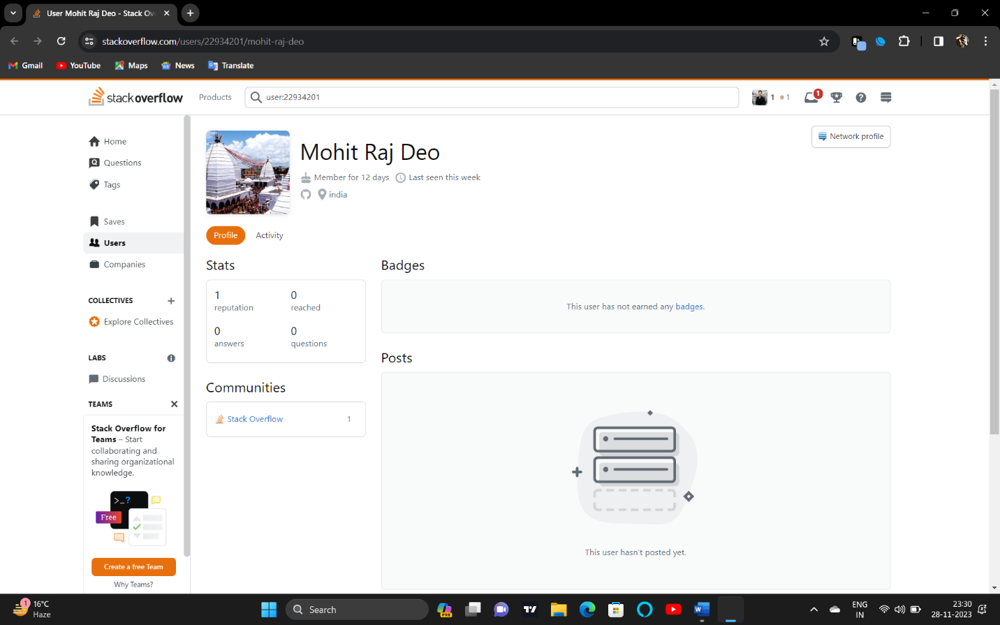 User Mohit Raj Deo - Stack Ov
stackoverflow.com/users/22934201/mohit-raj-deo
Gmail YouTube Maps News Translate
stackoverflow Products user:22934201 1 1 1
Home
Questions
Tags
Saves
Users
Companies
COLLECTIVES
Explore Collectives
LABS
Discussions
TEAMS
Stack Overflow for
Teams – Start
collaborating and
sharing organizational
knowledge.
>_?
Free
Create a free Team
Why Teams?
Network profile
Mohit Raj Deo
Member for 12 days Last seen this week
india
Profile Activity
Stats
1 0
reputation reached
0 0
answers questions
Communities
Stack Overflow 1
Badges
This user has not earned any badges.
Posts
This user hasn't posted yet.
1 16°C
Haze
Search
PRE
ENG
IN
23:30
28-11-2023